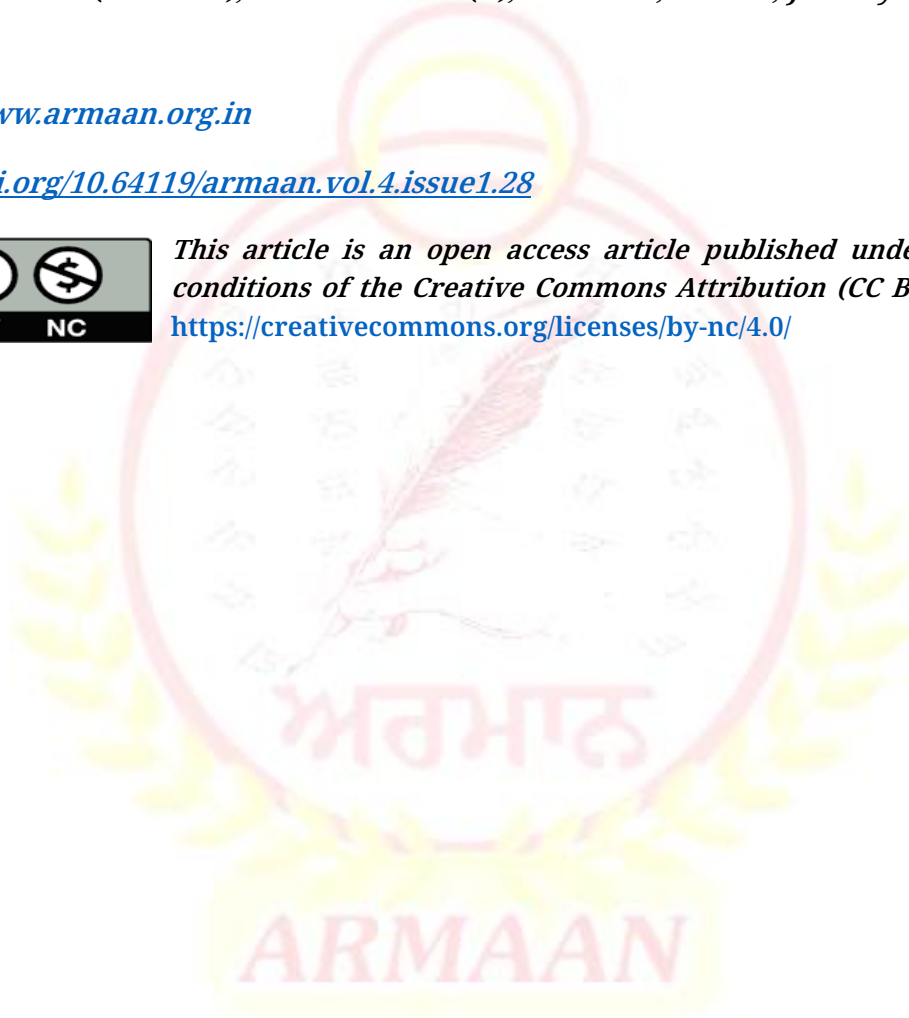 ww.armaan.org.in
i.org/10.64119/armaan.vol.4.issue1.28
This article is an open access article published unde
conditions of the Creative Commons Attribution (CC B
https://creativecommons.org/licenses/by-nc/4.0/
NC
ਅਰਮਾਨ
ARMAAN